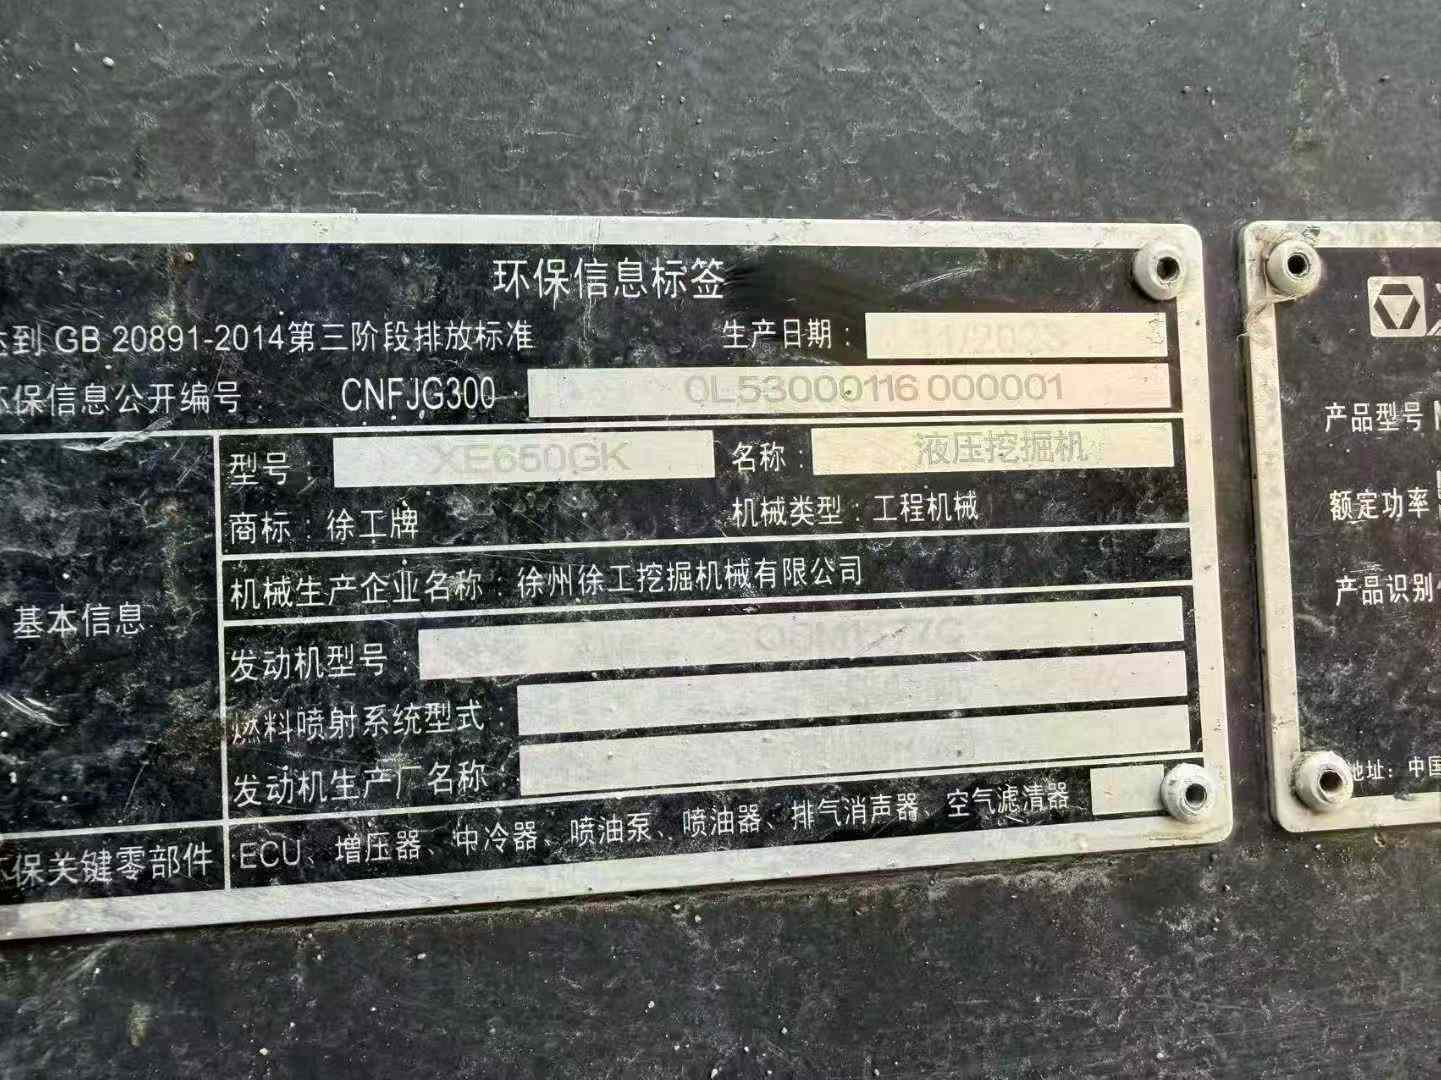 环保信息标签
达到 GB 20891-2014第三阶段排放标准 生产日期: 11/2023
环保信息公开编号: CNFJG300 QL53000116 000001
型号: XE650GK 名称: 液压挖掘机
商标: 徐工牌 机械类型: 工程机械
机械生产企业名称: 徐州徐工挖掘机械有限公司
基本信息
发动机型号:
燃料喷射系统型式:
发动机生产厂名称:
环保关键零部件 ECU、增压器、中冷器、喷油泵、喷油器、排气消声器、空气滤清器
产品型号
额定功率
产品识别
地址: 中国